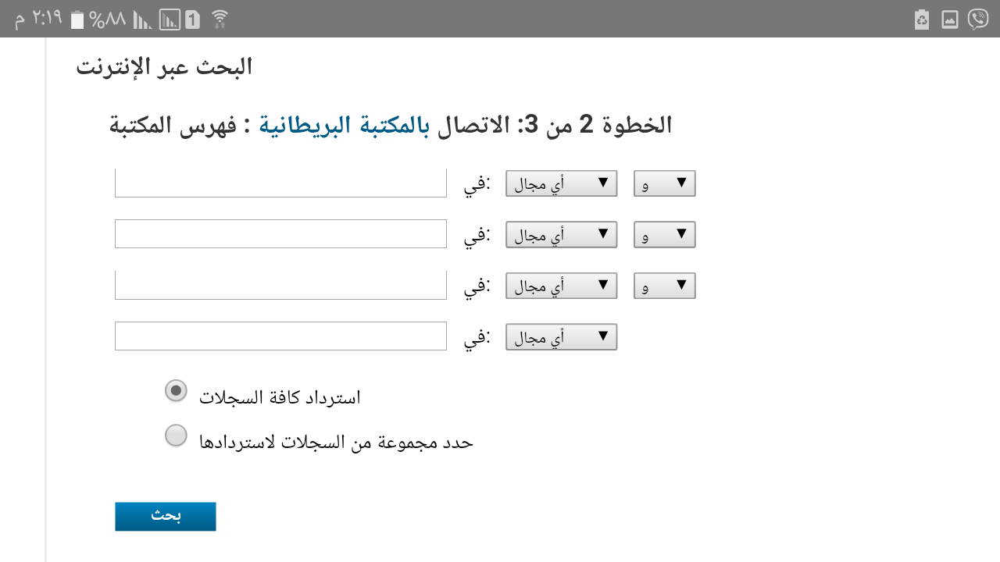 ٢:١٩ م ٨٨% 1
البحث عبر الإنترنت
الخطوة 2 من 3: الاتصال بالمكتبة البريطانية : فهرس المكتبة
في: أي مجال و
في: أي مجال و
في: أي مجال و
في: أي مجال
استرداد كافة السجلات
حدد مجموعة من السجلات لاستردادها
بحث